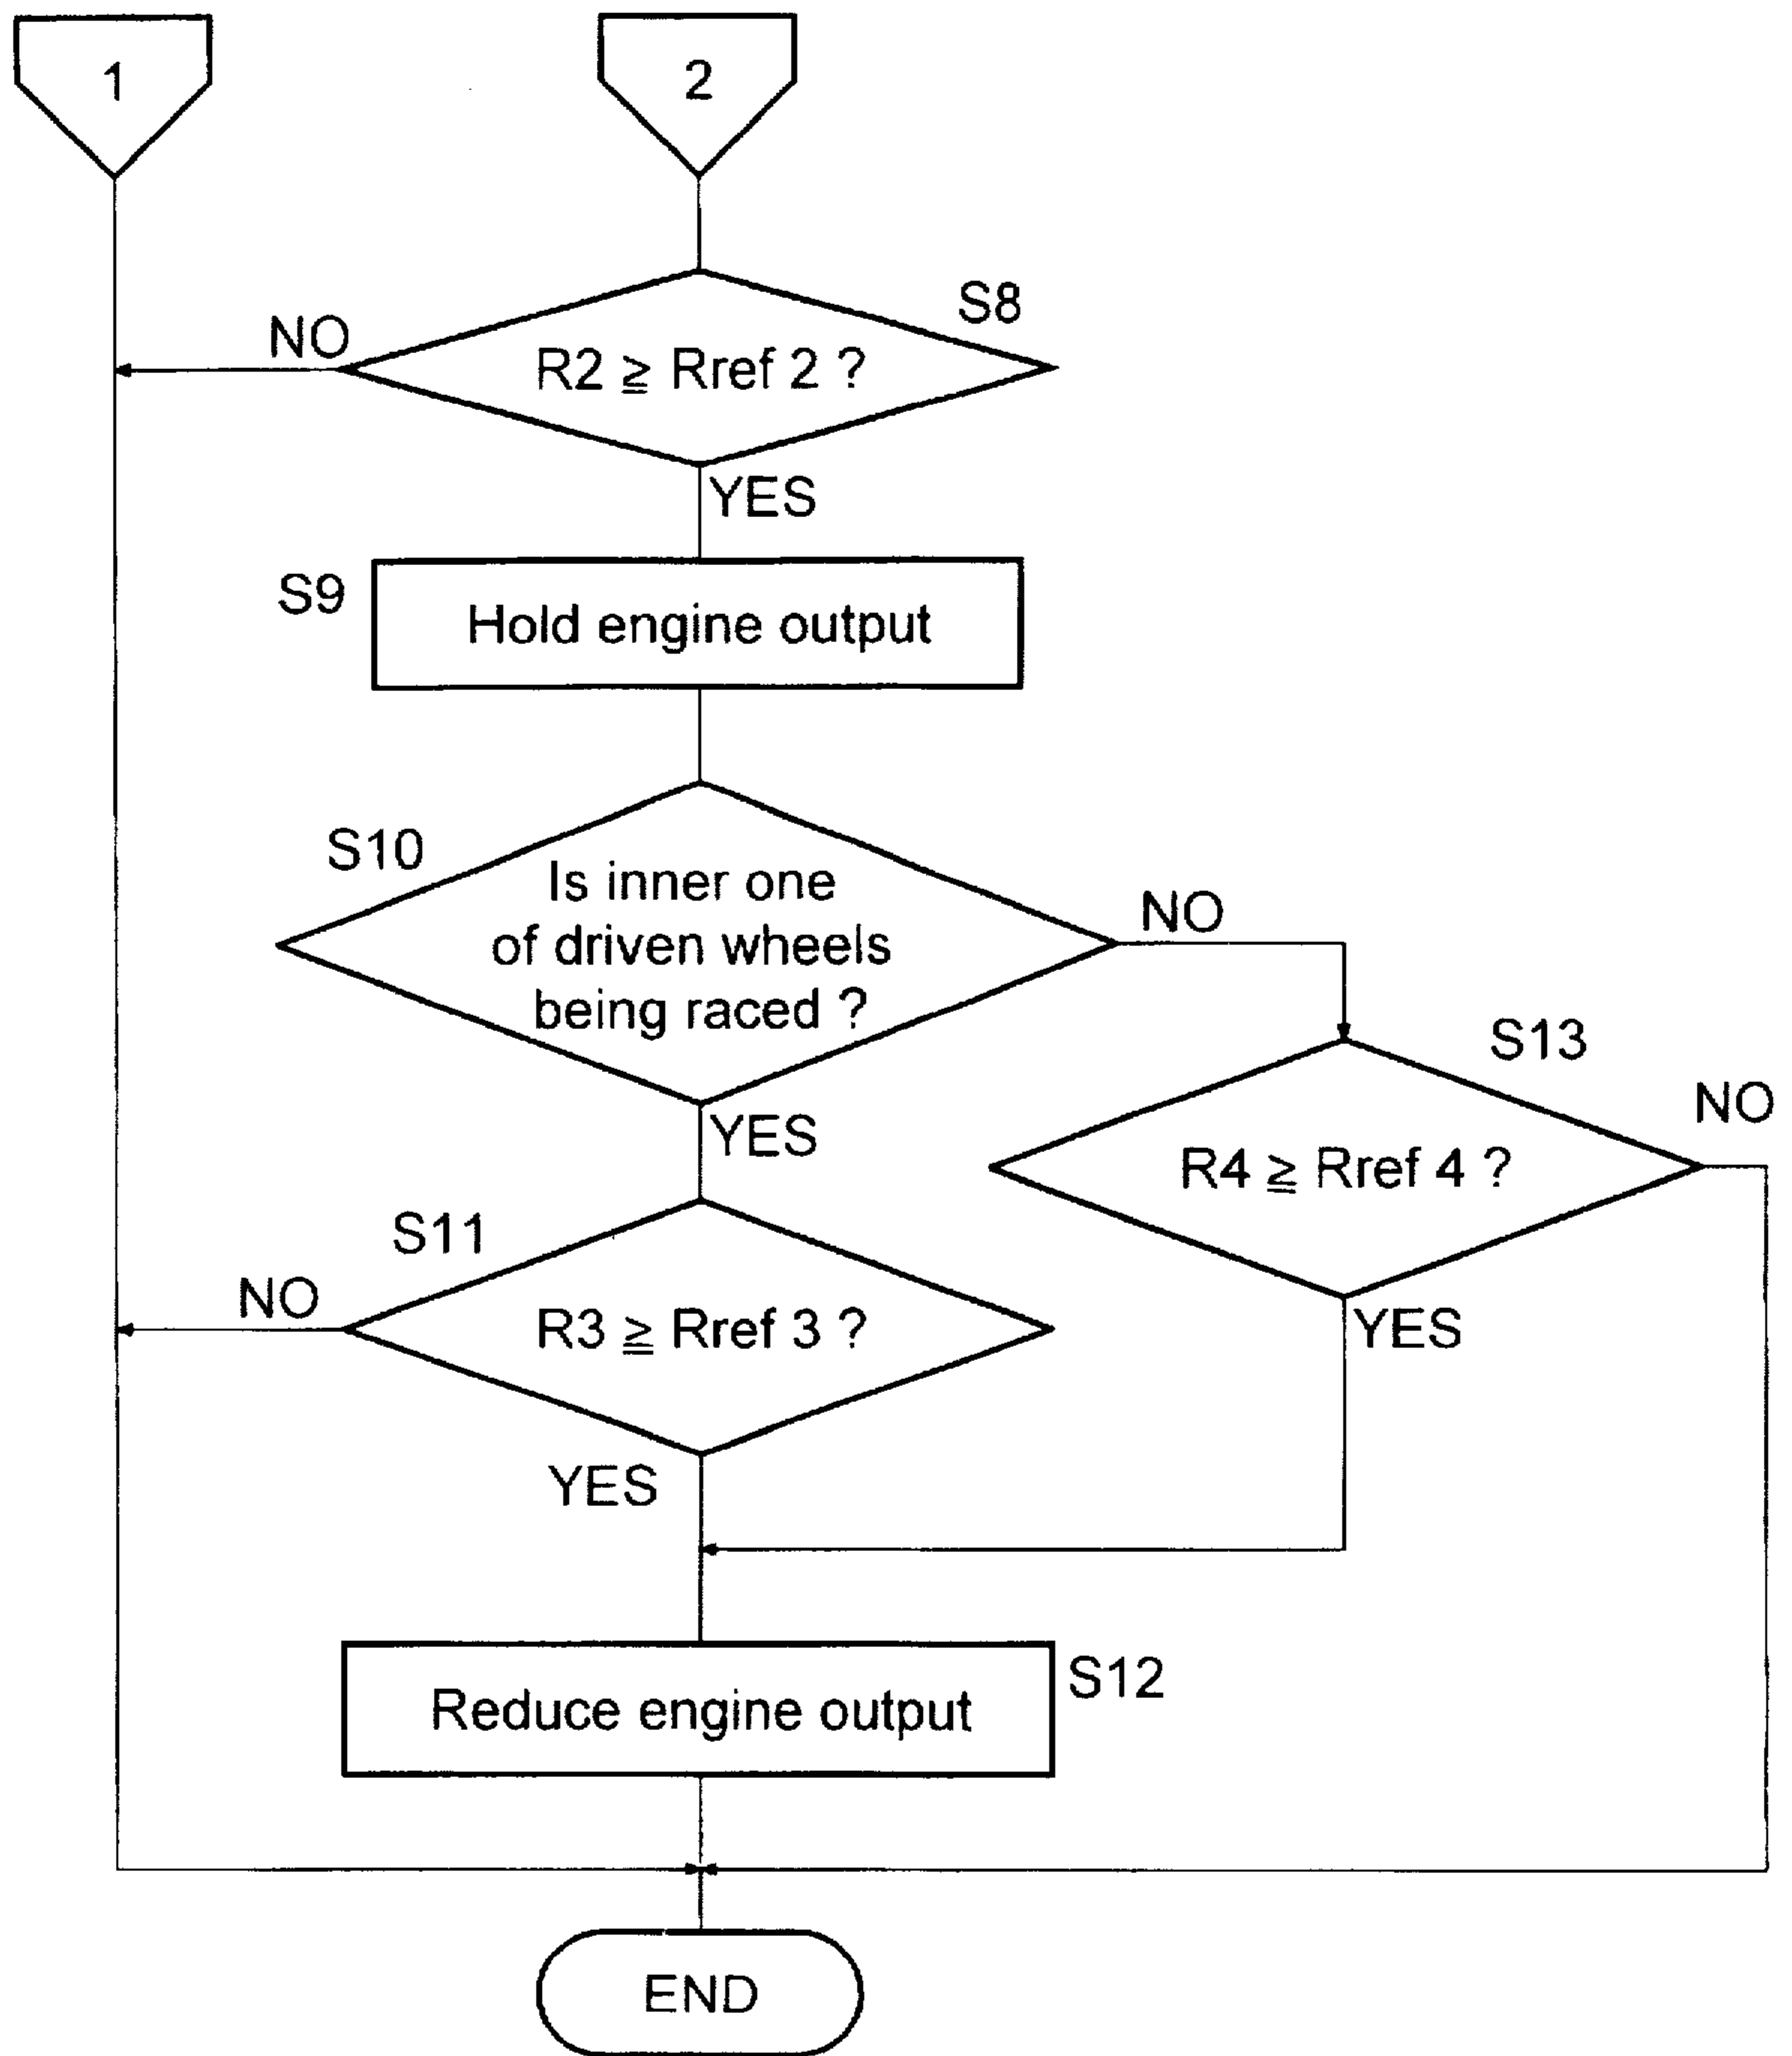 1
2
S8
NO
R2 ≧ Rref 2 ?
YES
S9
Hold engine output
S10
Is inner one
of driven wheels
being raced ?
NO
S13
NO
YES
R4 ≧ Rref 4 ?
S11
NO
R3 ≧ Rref 3 ?
YES
YES
S12
Reduce engine output
END